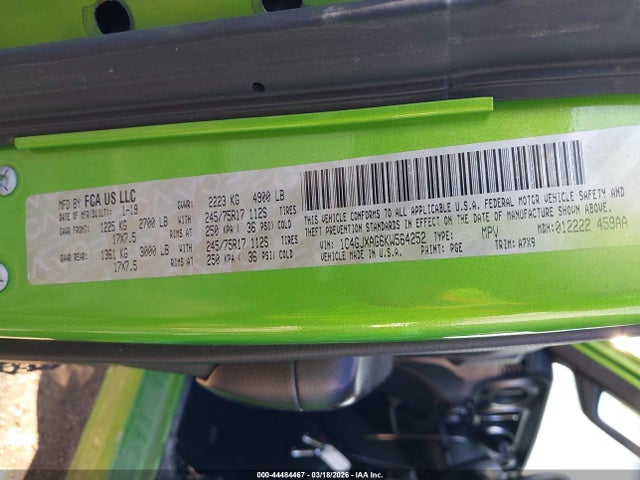 MFD BY FCA US LLC GVWR: 2223 KG 4900 LB
DATE OF MFR/BUILT: 1-19
GAWR FRONT: 1225 KG 2700 LB WITH 245/75R17 112S TIRES
17X7.5 RIMS AT 250 KPA ( 36 PSI) COLD
GAWR REAR: 1361 KG 3000 LB WITH 245/75R17 112S TIRES
17X7.5 RIMS AT 250 KPA ( 36 PSI) COLD
THIS VEHICLE CONFORMS TO ALL APPLICABLE U.S.A. FEDERAL MOTOR VEHICLE SAFETY AND
THEFT PREVENTION STANDARDS IN EFFECT ON THE DATE OF MANUFACTURE SHOWN ABOVE.
VIN: 1C4GJXAG6KW564252 TYPE: MPV MDH: 012222 459AA
VEHICLE MADE IN U.S.A. PAINT: PGE TRIM: A7X9
000-44484467 - 03/18/2026 - IAA Inc.